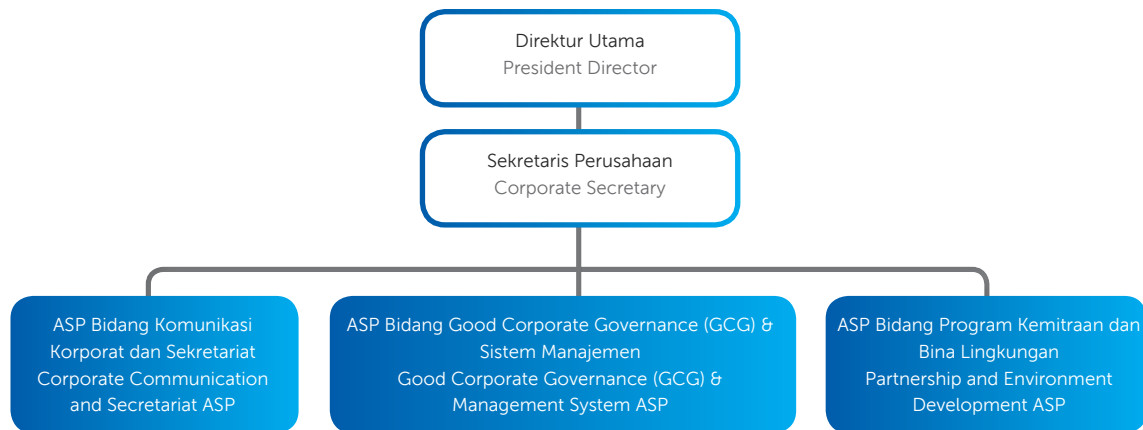 Direktur Utama
President Director
Sekretaris Perusahaan
Corporate Secretary
ASP Bidang Komunikasi
Korporat dan Sekretariat
Corporate Communication
and Secretariat ASP
ASP Bidang Good Corporate Governance (GCG) &
Sistem Manajemen
Good Corporate Governance (GCG) &
Management System ASP
ASP Bidang Program Kemitraan dan
Bina Lingkungan
Partnership and Environment
Development ASP